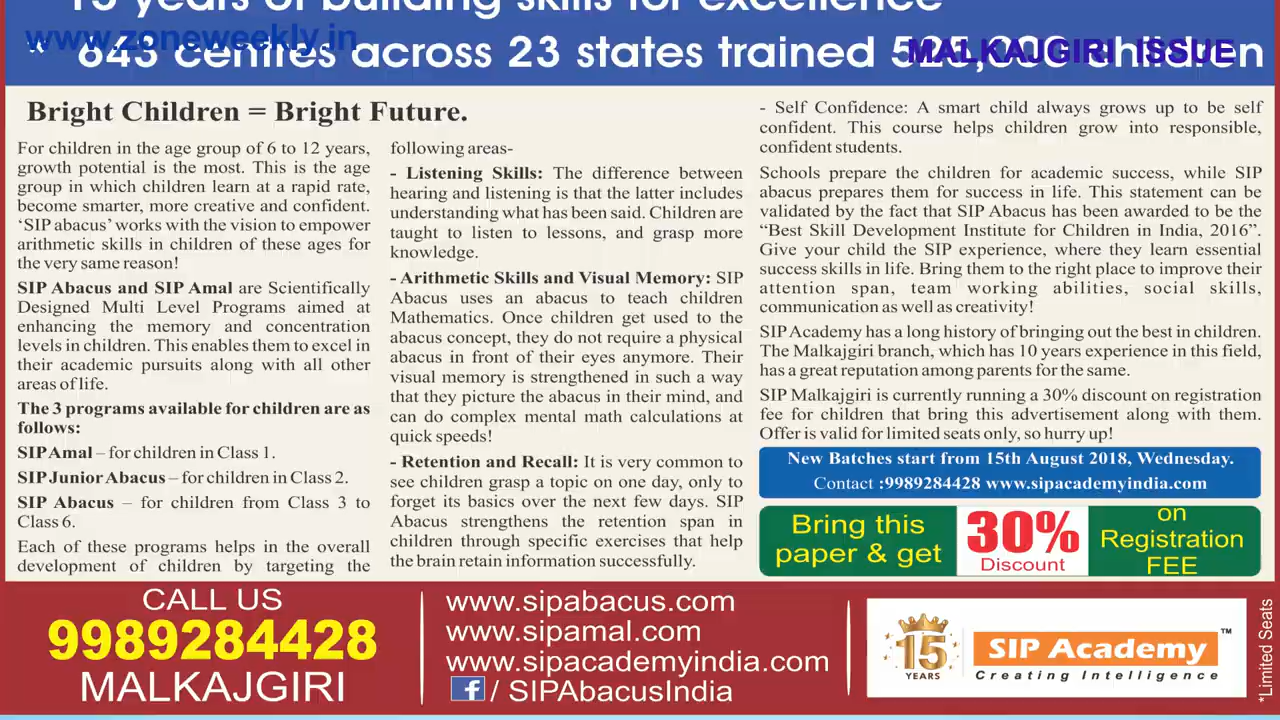 15 years of building skills for excellence
www.zoneweekly.in
MALKAJGIRI ISSUE
* 643 centres across 23 states trained 525,000 children
Bright Children = Bright Future.
For children in the age group of 6 to 12 years,
growth potential is the most. This is the age
group in which children learn at a rapid rate,
become smarter, more creative and confident.
‘SIP abacus’ works with the vision to empower
arithmetic skills in children of these ages for
the very same reason!
SIP Abacus and SIP Amal are Scientifically
Designed Multi Level Programs aimed at
enhancing the memory and concentration
levels in children. This enables them to excel in
their academic pursuits along with all other
areas of life.
The 3 programs available for children are as
follows:
SIP Amal – for children in Class 1.
SIP Junior Abacus – for children in Class 2.
SIP Abacus – for children from Class 3 to
Class 6.
Each of these programs helps in the overall
development of children by targeting the
following areas-
- Listening Skills: The difference between
hearing and listening is that the latter includes
understanding what has been said. Children are
taught to listen to lessons, and grasp more
knowledge.
- Arithmetic Skills and Visual Memory: SIP
Abacus uses an abacus to teach children
Mathematics. Once children get used to the
abacus concept, they do not require a physical
abacus in front of their eyes anymore. Their
visual memory is strengthened in such a way
that they picture the abacus in their mind, and
can do complex mental math calculations at
quick speeds!
- Retention and Recall: It is very common to
see children grasp a topic on one day, only to
forget its basics over the next few days. SIP
Abacus strengthens the retention span in
children through specific exercises that help
the brain retain information successfully.
- Self Confidence: A smart child always grows up to be self
confident. This course helps children grow into responsible,
confident students.
Schools prepare the children for academic success, while SIP
abacus prepares them for success in life. This statement can be
validated by the fact that SIP Abacus has been awarded to be the
“Best Skill Development Institute for Children in India, 2016”.
Give your child the SIP experience, where they learn essential
success skills in life. Bring them to the right place to improve their
attention span, team working abilities, social skills,
communication as well as creativity!
SIP Academy has a long history of bringing out the best in children.
The Malkajgiri branch, which has 10 years experience in this field,
has a great reputation among parents for the same.
SIP Malkajgiri is currently running a 30% discount on registration
fee for children that bring this advertisement along with them.
Offer is valid for limited seats only, so hurry up!
New Batches start from 15th August 2018, Wednesday.
Contact :9989284428 www.sipacademyindia.com
Bring this
paper & get
30%
Discount
on
Registration
FEE
CALL US
9989284428
MALKAJGIRI
www.sipabacus.com
www.sipamal.com
www.sipacademyindia.com
f / SIPAbacusIndia
15
YEARS
SIP Academy™
Creating Intelligence
*Limited Seats